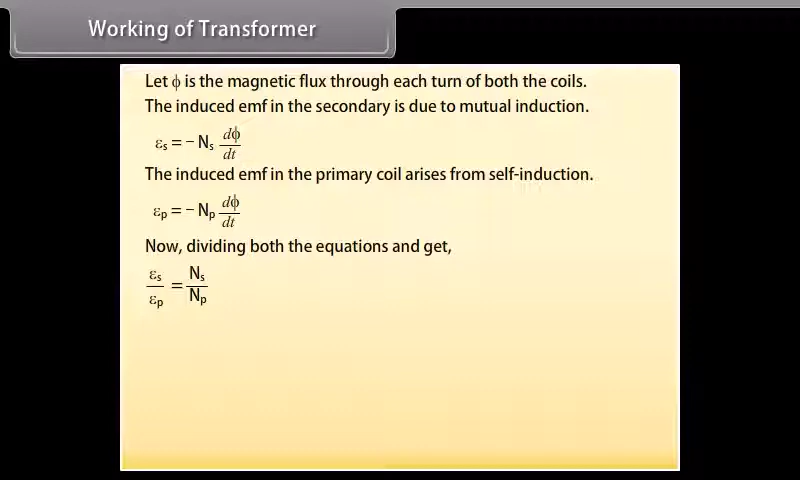 Working of Transformer
Let ϕ is the magnetic flux through each turn of both the coils.
The induced emf in the secondary is due to mutual induction.
εs = − Ns dϕ/dt
The induced emf in the primary coil arises from self-induction.
εp = − Np dϕ/dt
Now, dividing both the equations and get,
εs/εp = Ns/Np